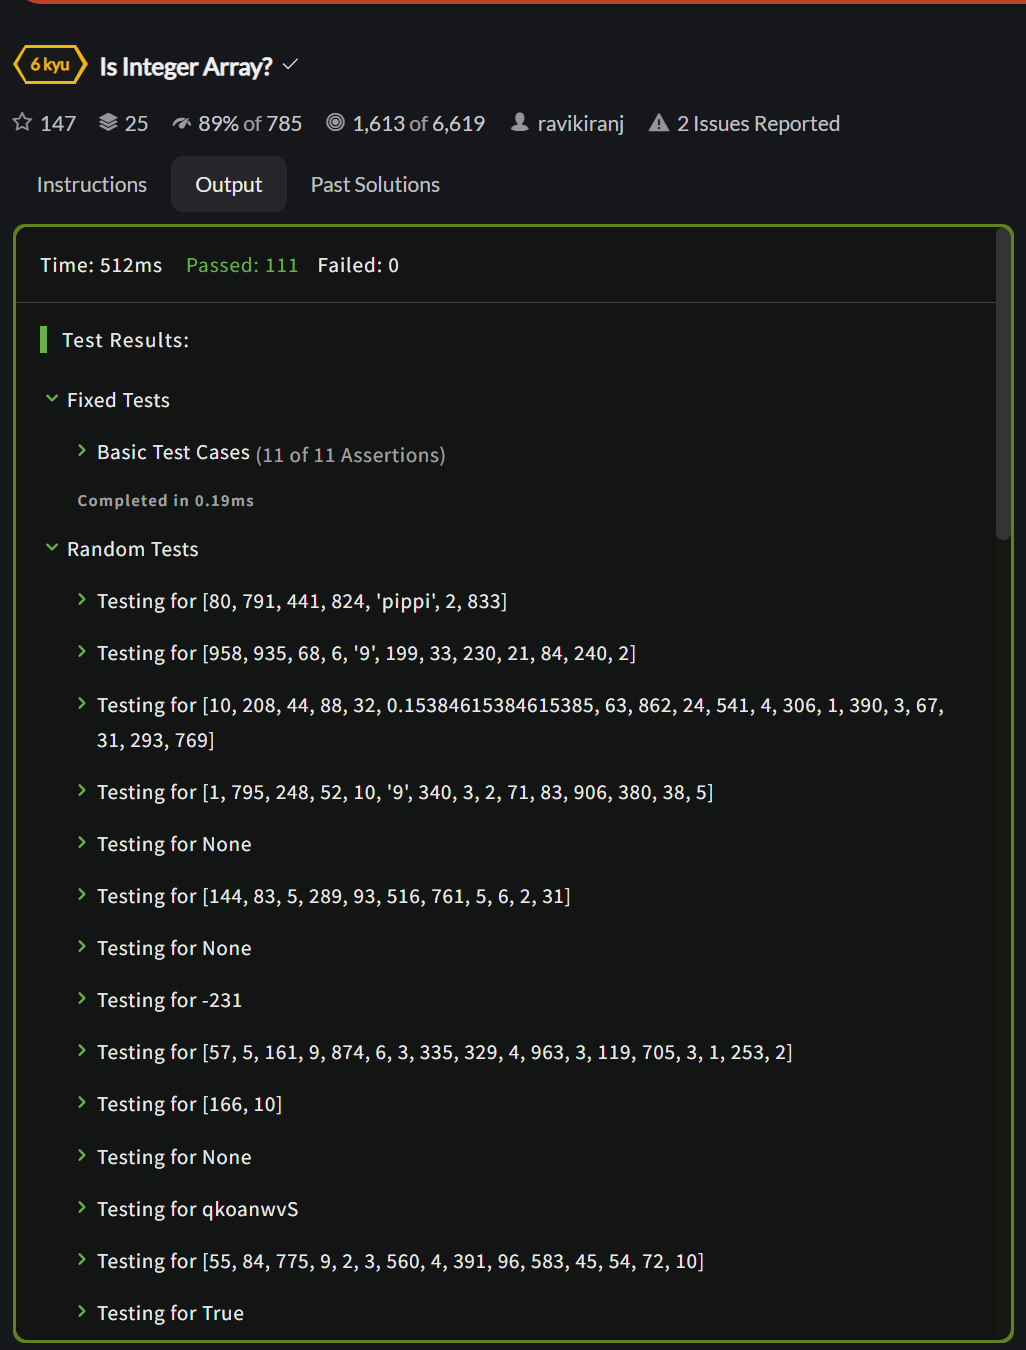 6 kyu Is Integer Array?
147 25 89% of 785 1,613 of 6,619 ravikiranj 2 Issues Reported
Instructions Output Past Solutions
Time: 512ms Passed: 111 Failed: 0
Test Results:
Fixed Tests
Basic Test Cases (11 of 11 Assertions)
Completed in 0.19ms
Random Tests
Testing for [80, 791, 441, 824, 'pippi', 2, 833]
Testing for [958, 935, 68, 6, '9', 199, 33, 230, 21, 84, 240, 2]
Testing for [10, 208, 44, 88, 32, 0.15384615384615385, 63, 862, 24, 541, 4, 306, 1, 390, 3, 67,
31, 293, 769]
Testing for [1, 795, 248, 52, 10, '9', 340, 3, 2, 71, 83, 906, 380, 38, 5]
Testing for None
Testing for [144, 83, 5, 289, 93, 516, 761, 5, 6, 2, 31]
Testing for None
Testing for -231
Testing for [57, 5, 161, 9, 874, 6, 3, 335, 329, 4, 963, 3, 119, 705, 3, 1, 253, 2]
Testing for [166, 10]
Testing for None
Testing for qkoanwvS
Testing for [55, 84, 775, 9, 2, 3, 560, 4, 391, 96, 583, 45, 54, 72, 10]
Testing for True